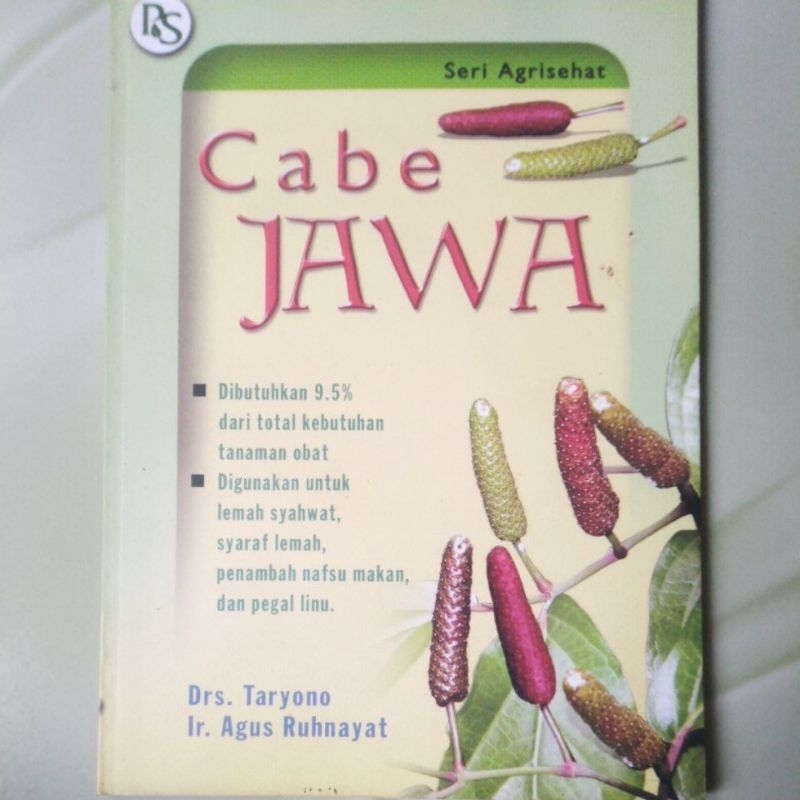 PS
Seri Agrisehat
Cabe
JAWA
■ Dibutuhkan 9.5%
dari total kebutuhan
tanaman obat
■ Digunakan untuk
lemah syahwat,
syaraf lemah,
penambah nafsu makan,
dan pegal linu.
Drs. Taryono
Ir. Agus Ruhnayat